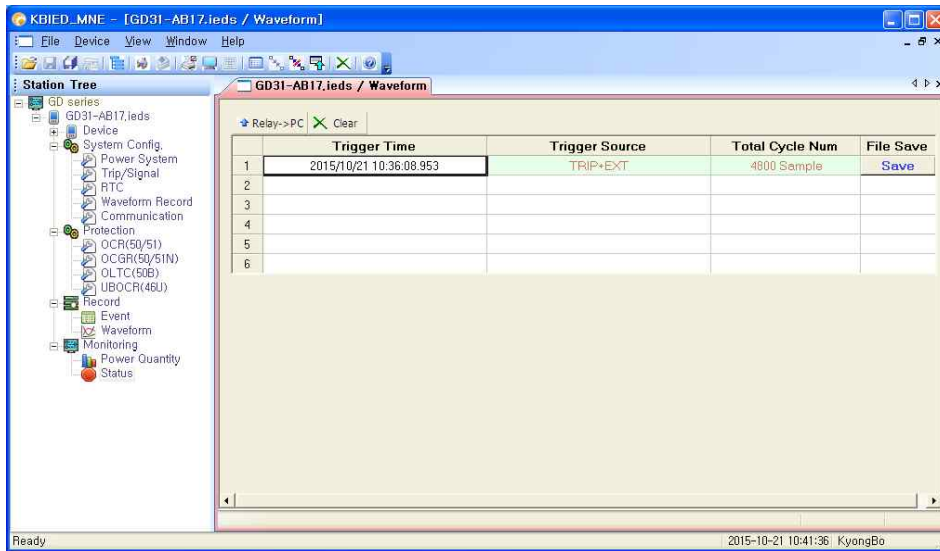 KBIED_MNE - [GD31-AB17.ieds / Waveform]
File Device View Window Help
Station Tree
GD series
GD31-AB17.ieds
Device
System Config.
Power System
Trip/Signal
RTC
Waveform Record
Communication
Protection
OCR(50/51)
OCGR(50/51N)
OLTC(50B)
UBOCR(46U)
Record
Event
Waveform
Monitoring
Power Quantity
Status
GD31-AB17.ieds / Waveform
Relay->PC Clear
Trigger Time Trigger Source Total Cycle Num File Save
1 2015/10/21 10:36:08.953 TRIP+EXT 4800 Sample Save
2
3
4
5
6
Ready 2015-10-21 10:41:36 KyongBo